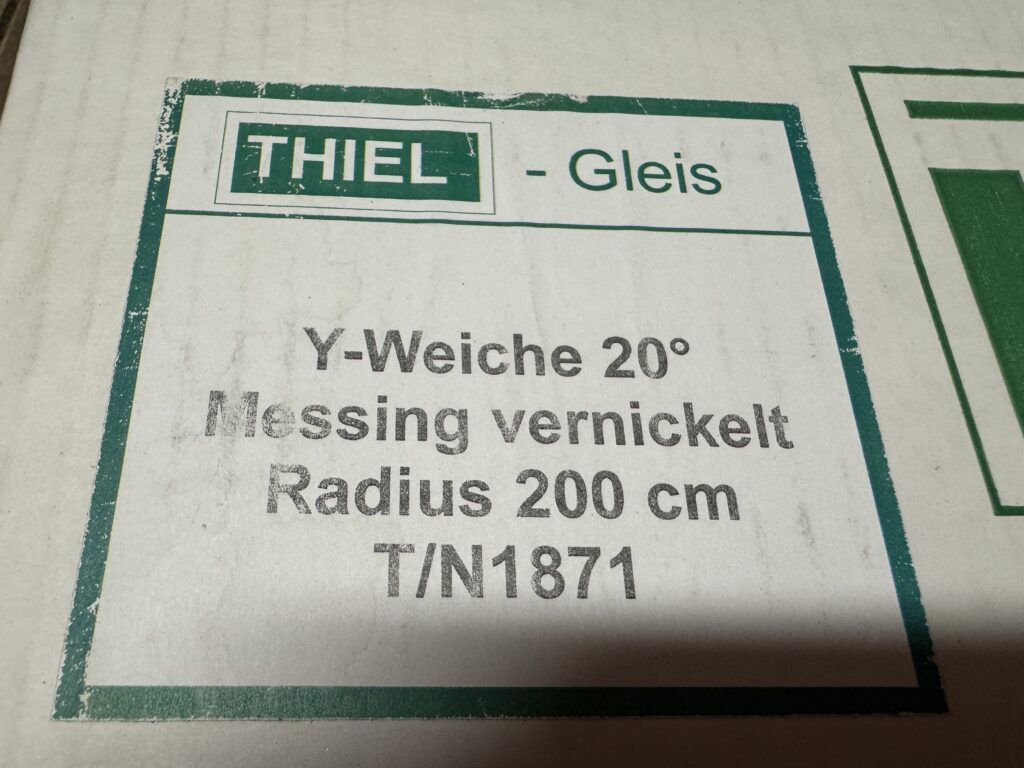 THIEL - Gleis
Y-Weiche 20°
Messing vernickelt
Radius 200 cm
T/N1871